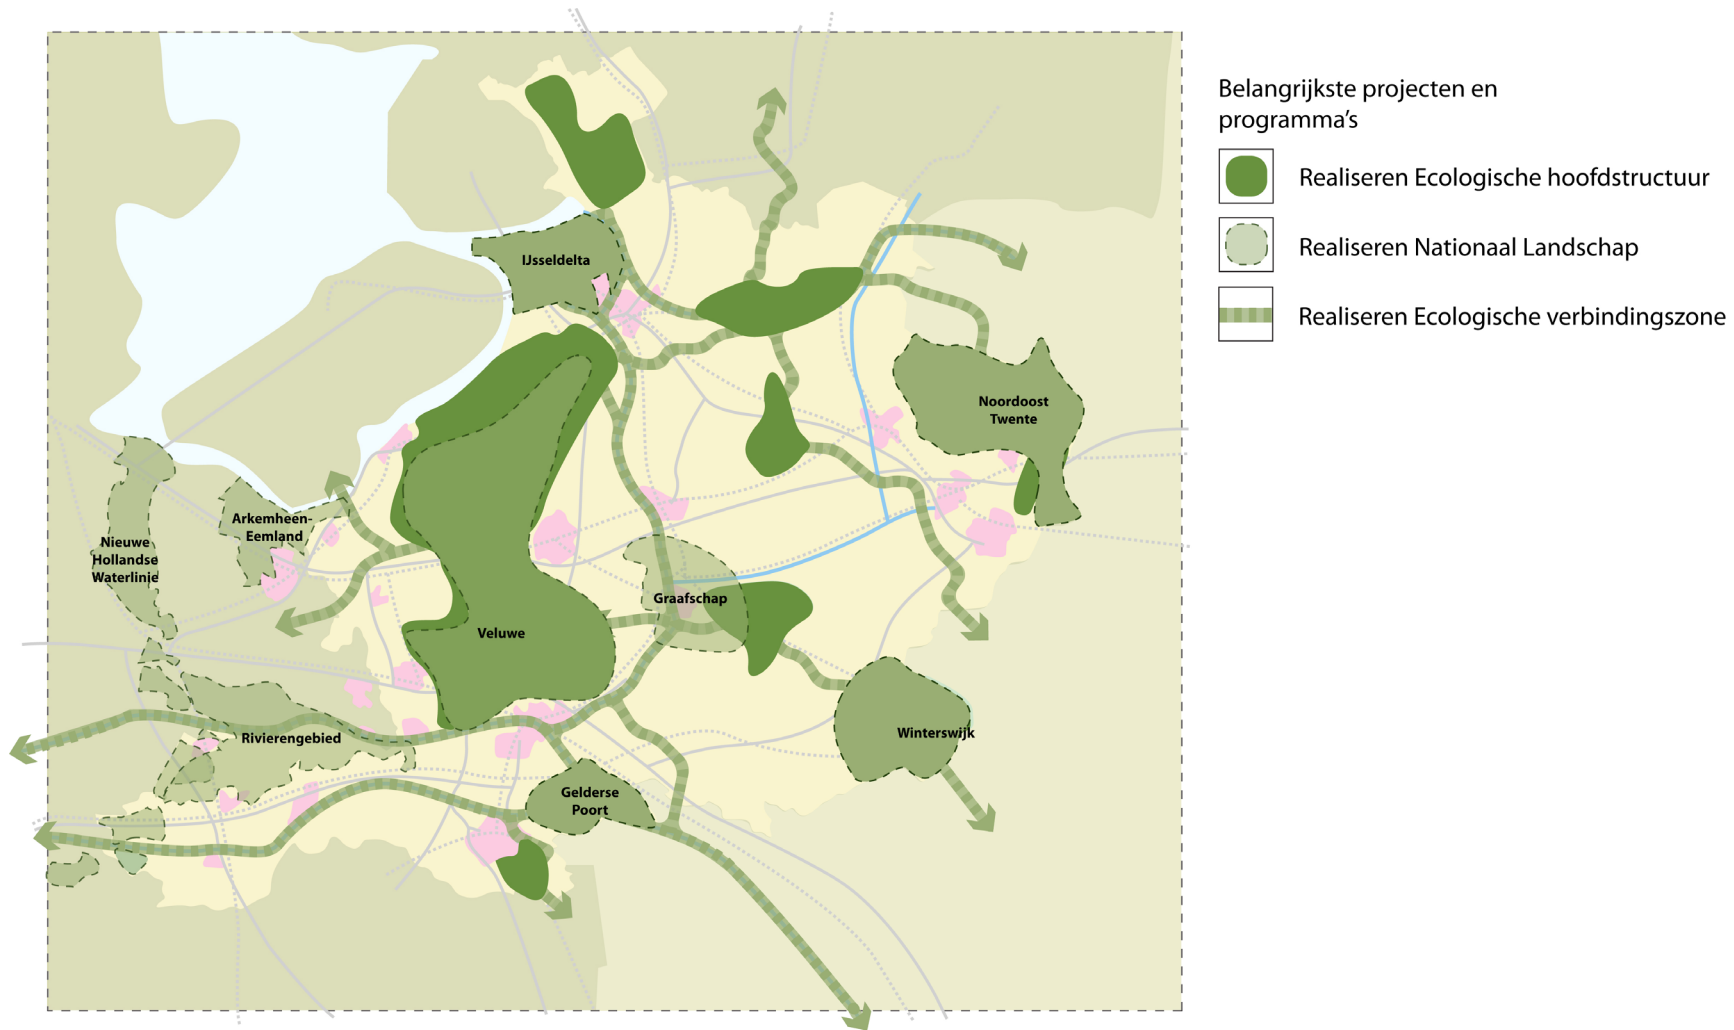 Belangrijkste projecten en
programma's
Realiseren Ecologische hoofdstructuur
Realiseren Nationaal Landschap
Realiseren Ecologische verbindingszone
IJsseldelta
Noordoost
Twente
Arkemheen-
Eemland
Nieuwe
Hollandse
Waterlinie
Graafschap
Veluwe
Winterswijk
Rivierengebied
Gelderse
Poort